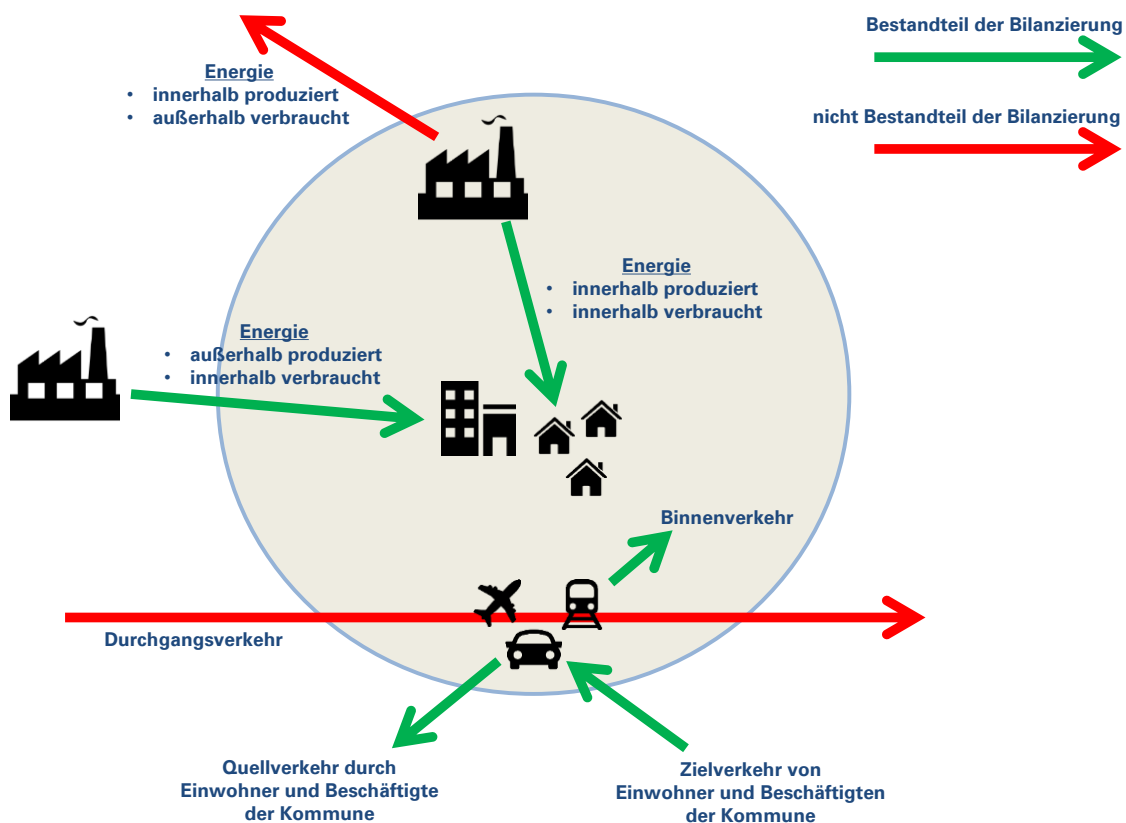 Bestandteil der Bilanzierung
nicht Bestandteil der Bilanzierung
Energie
• innerhalb produziert
• außerhalb verbraucht
Energie
• innerhalb produziert
• innerhalb verbraucht
Energie
• außerhalb produziert
• innerhalb verbraucht
Binnenverkehr
Durchgangsverkehr
Quellverkehr durch
Einwohner und Beschäftigte
der Kommune
Zielverkehr von
Einwohner und Beschäftigten
der Kommune